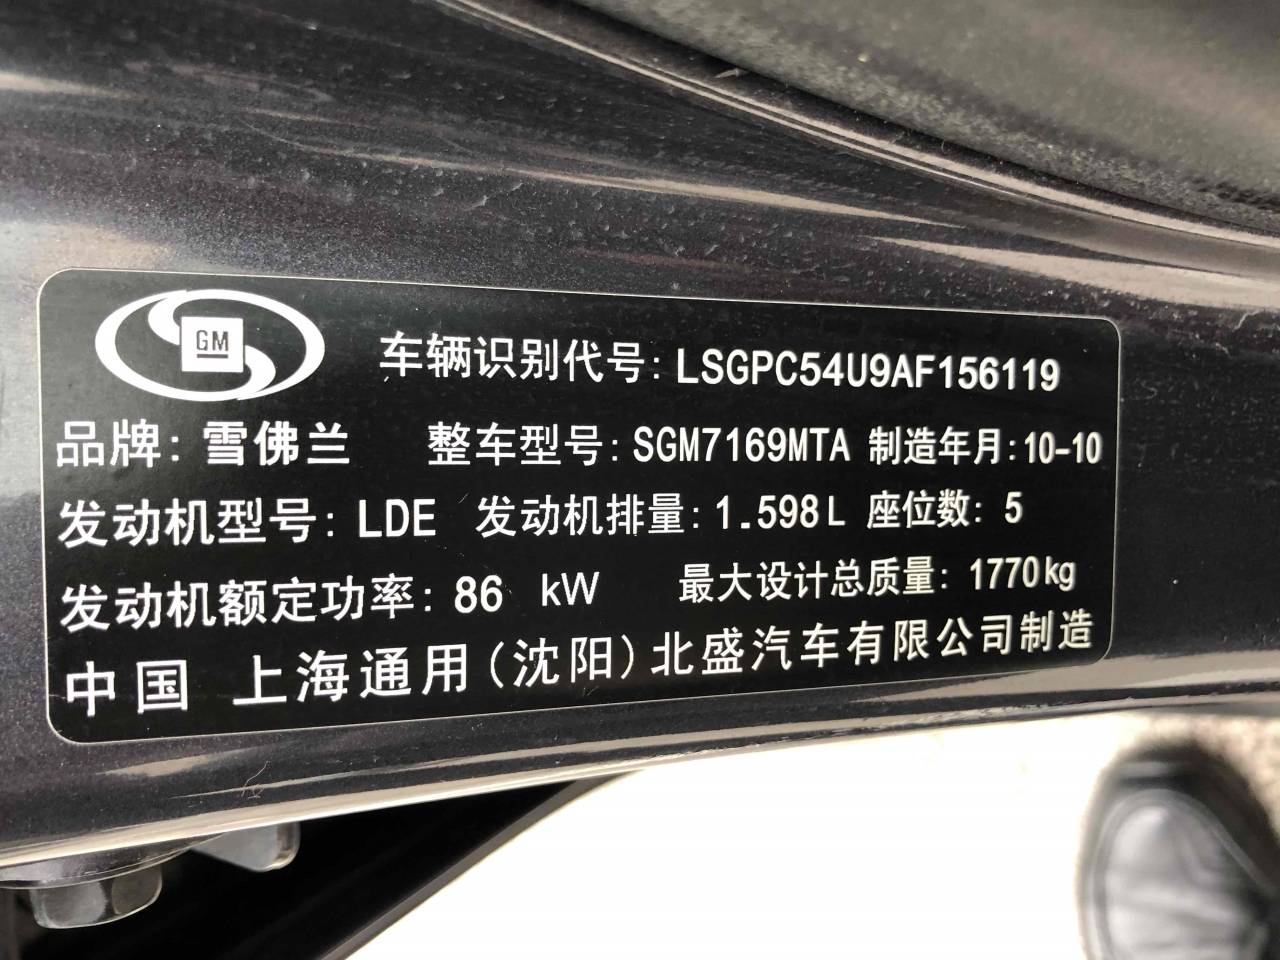 GM
车辆识别代号: LSGPC54U9AF156119
品牌: 雪佛兰 整车型号: SGM7169MTA 制造年月: 10-10
发动机型号: LDE 发动机排量: 1.598L 座位数: 5
发动机额定功率: 86 kW 最大设计总质量: 1770kg
中国 上海通用(沈阳)北盛汽车有限公司制造